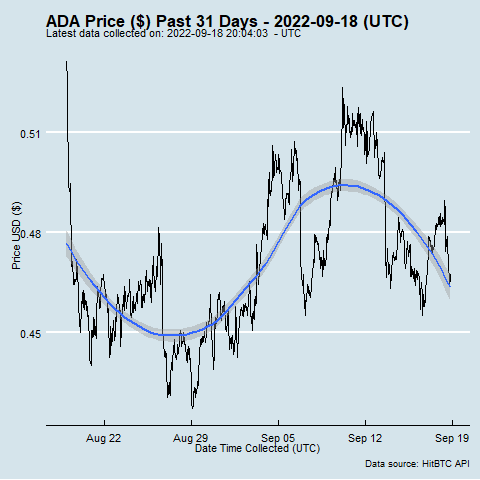 ADA Price ($) Past 31 Days - 2022-09-18 (UTC)
Latest data collected on: 2022-09-18 20:04:03 - UTC
Price USD ($)
0.51
0.48
0.45
Aug 22 Aug 29 Sep 05 Sep 12 Sep 19
Date Time Collected (UTC)
Data source: HitBTC API